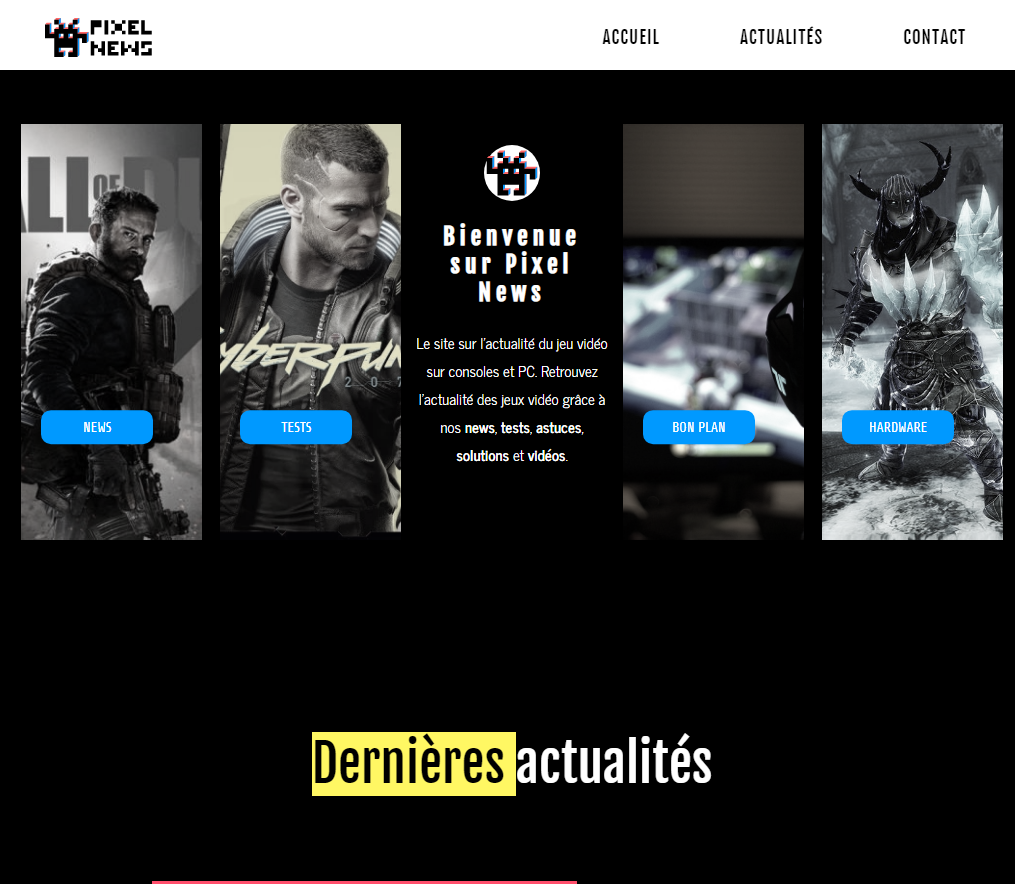 PIXEL
NEWS
ACCUEIL
ACTUALITÉS
CONTACT
ALL OF DU
NEWS
YBERPUN
207
TESTS
Bienvenue
sur Pixel
News
Le site sur l'actualité du jeu vidéo
sur consoles et PC. Retrouvez
l'actualité des jeux vidéo grâce à
nos news, tests, astuces,
solutions et vidéos.
BON PLAN
HARDWARE
Dernières actualités